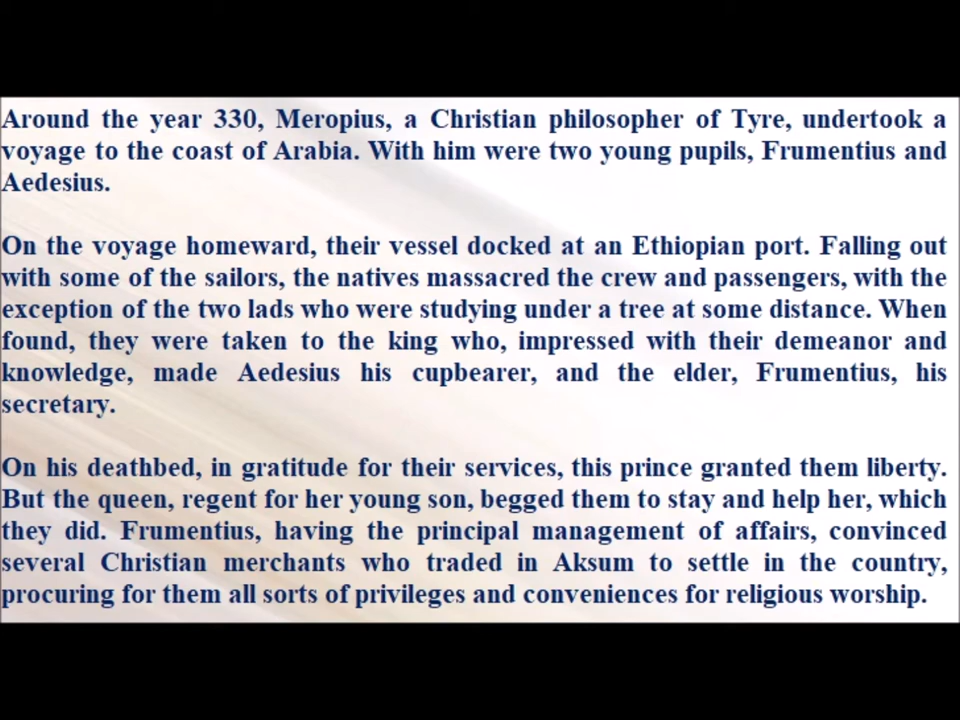 Around the year 330, Meropius, a Christian philosopher of Tyre, undertook a
voyage to the coast of Arabia. With him were two young pupils, Frumentius and
Aedesius.
On the voyage homeward, their vessel docked at an Ethiopian port. Falling out
with some of the sailors, the natives massacred the crew and passengers, with the
exception of the two lads who were studying under a tree at some distance. When
found, they were taken to the king who, impressed with their demeanor and
knowledge, made Aedesius his cupbearer, and the elder, Frumentius, his
secretary.
On his deathbed, in gratitude for their services, this prince granted them liberty.
But the queen, regent for her young son, begged them to stay and help her, which
they did. Frumentius, having the principal management of affairs, convinced
several Christian merchants who traded in Aksum to settle in the country,
procuring for them all sorts of privileges and conveniences for religious worship.